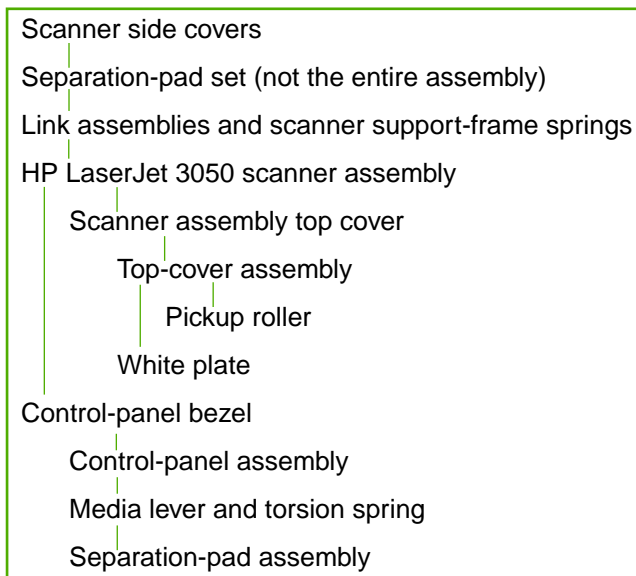 Scanner side covers
Separation-pad set (not the entire assembly)
Link assemblies and scanner support-frame springs
HP LaserJet 3050 scanner assembly
Scanner assembly top cover
Top-cover assembly
Pickup roller
White plate
Control-panel bezel
Control-panel assembly
Media lever and torsion spring
Separation-pad assembly